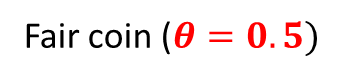 Fair coin (θ = 0.5)